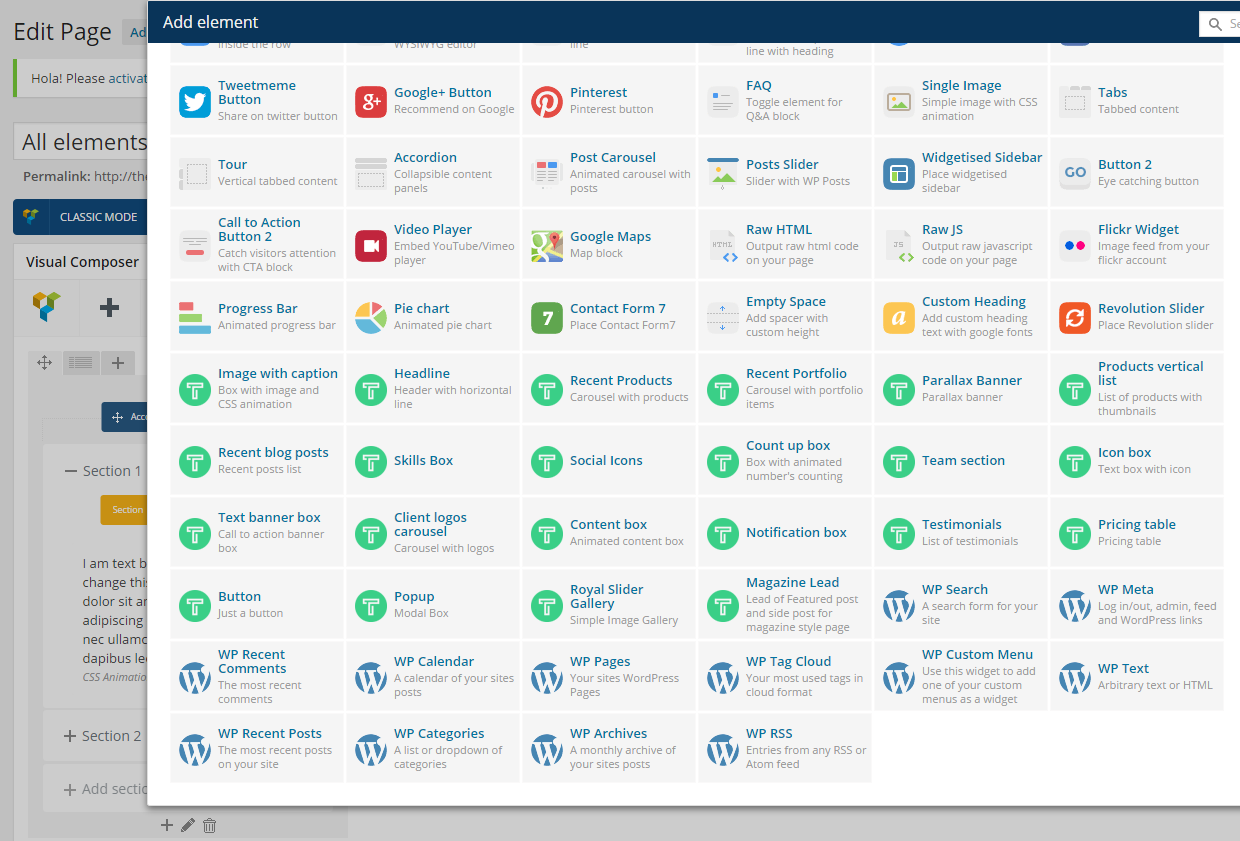 Edit Page
Ad
Hola! Please activat
All elements
Permalink: http://the
CLASSIC MODE
Visual Composer
Acc
Section 1
Section
I am text b
change this
dolor sit am
adipiscing
nec ullamc
dapibus leo
CSS Animatio
Section 2
Add sectio
Add element
Se
inside the row
WYSIWYG editor
line
line with heading
Tweetmeme
Button
Share on twitter button
Google+ Button
Recommend on Google
Pinterest
Pinterest button
FAQ
Toggle element for
Q&A block
Single Image
Simple image with CSS
animation
Tabs
Tabbed content
Tour
Vertical tabbed content
Accordion
Collapsible content
panels
Post Carousel
Animated carousel with
posts
Posts Slider
Slider with WP Posts
Widgetised Sidebar
Place widgetised
sidebar
GO
Button 2
Eye catching button
Call to Action
Button 2
Catch visitors attention
with CTA block
Video Player
Embed YouTube/Vimeo
player
Google Maps
Map block
HTML
Raw HTML
Output raw html code
on your page
JS
Raw JS
Output raw javascript
code on your page
Flickr Widget
Image feed from your
flickr account
Progress Bar
Animated progress bar
Pie chart
Animated pie chart
7
Contact Form 7
Place Contact Form7
Empty Space
Add spacer with
custom height
a
Custom Heading
Add custom heading
text with google fonts
Revolution Slider
Place Revolution slider
Image with caption
Box with image and
CSS animation
Headline
Header with horizontal
line
Recent Products
Carousel with products
Recent Portfolio
Carousel with portfolio
items
Parallax Banner
Parallax banner
Products vertical
list
List of products with
thumbnails
Recent blog posts
Recent posts list
Skills Box
Social Icons
Count up box
Box with animated
number's counting
Team section
Icon box
Text box with icon
Text banner box
Call to action banner
box
Client logos
carousel
Carousel with logos
Content box
Animated content box
Notification box
Testimonials
List of testimonials
Pricing table
Pricing table
Button
Just a button
Popup
Modal Box
Royal Slider
Gallery
Simple Image Gallery
Magazine Lead
Lead of Featured post
and side post for
magazine style page
WP Search
A search form for your
site
WP Meta
Log in/out, admin, feed
and WordPress links
WP Recent
Comments
The most recent
comments
WP Calendar
A calendar of your sites
posts
WP Pages
Your sites WordPress
Pages
WP Tag Cloud
Your most used tags in
cloud format
WP Custom Menu
Use this widget to add
one of your custom
menus as a widget
WP Text
Arbitrary text or HTML
WP Recent Posts
The most recent posts
on your site
WP Categories
A list or dropdown of
categories
WP Archives
A monthly archive of
your sites posts
WP RSS
Entries from any RSS or
Atom feed